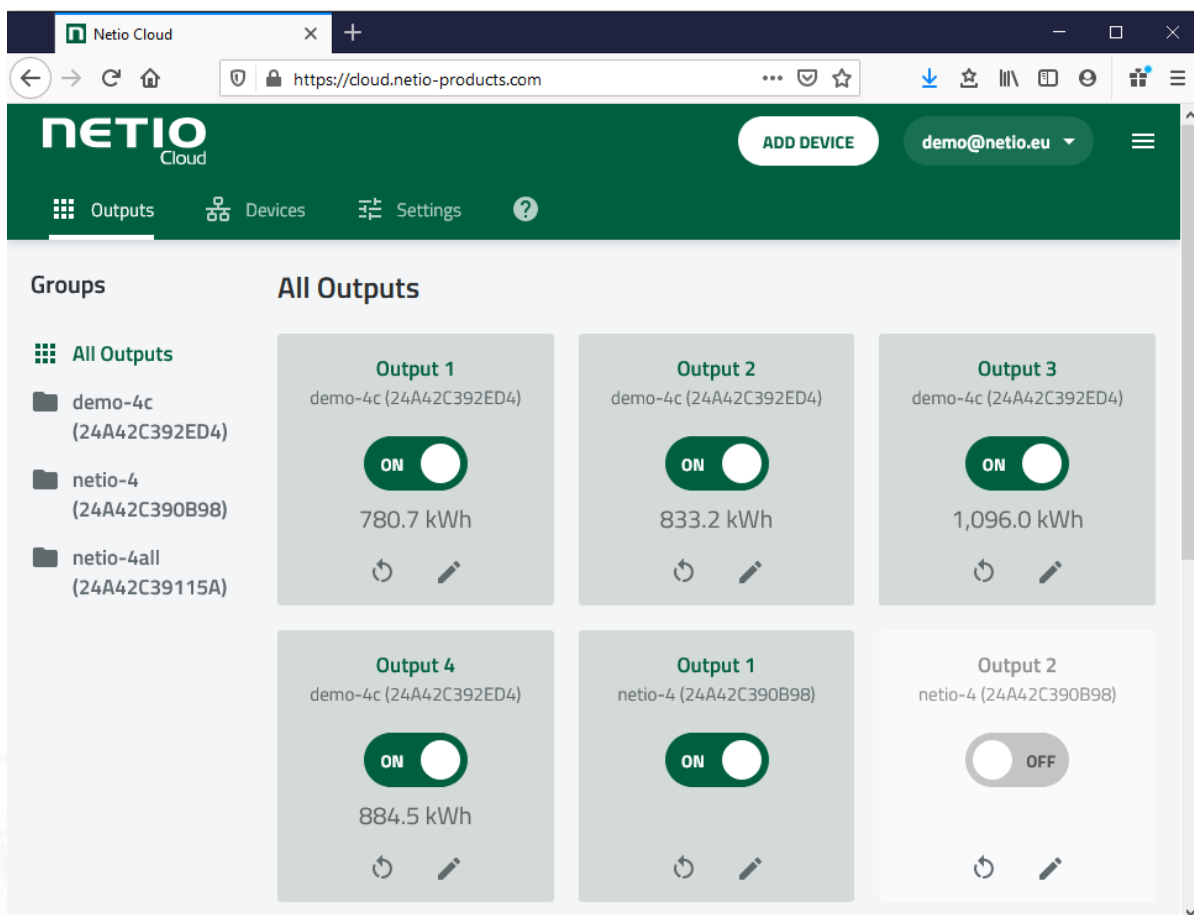 Netio Cloud
https://cloud.netio-products.com
NETIO
Cloud
ADD DEVICE
demo@netio.eu
Outputs
Devices
Settings
?
Groups
All Outputs
demo-4c
(24A42C392ED4)
netio-4
(24A42C390B98)
netio-4all
(24A42C39115A)
All Outputs
Output 1
demo-4c (24A42C392ED4)
ON
780.7 kWh
Output 2
demo-4c (24A42C392ED4)
ON
833.2 kWh
Output 3
demo-4c (24A42C392ED4)
ON
1,096.0 kWh
Output 4
demo-4c (24A42C392ED4)
ON
884.5 kWh
Output 1
netio-4 (24A42C390B98)
ON
Output 2
netio-4 (24A42C390B98)
OFF